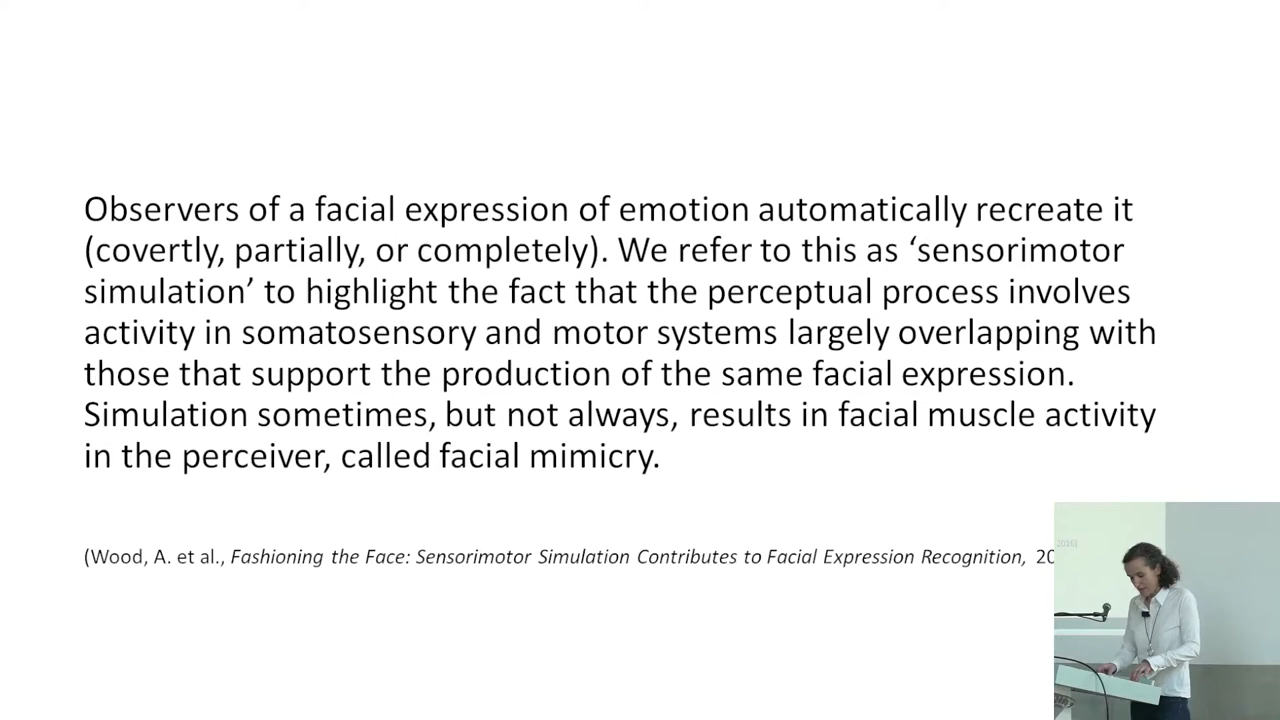 Observers of a facial expression of emotion automatically recreate it
(covertly, partially, or completely). We refer to this as ‘sensorimotor
simulation’ to highlight the fact that the perceptual process involves
activity in somatosensory and motor systems largely overlapping with
those that support the production of the same facial expression.
Simulation sometimes, but not always, results in facial muscle activity
in the perceiver, called facial mimicry.
(Wood, A. et al., Fashioning the Face: Sensorimotor Simulation Contributes to Facial Expression Recognition, 20
2016)